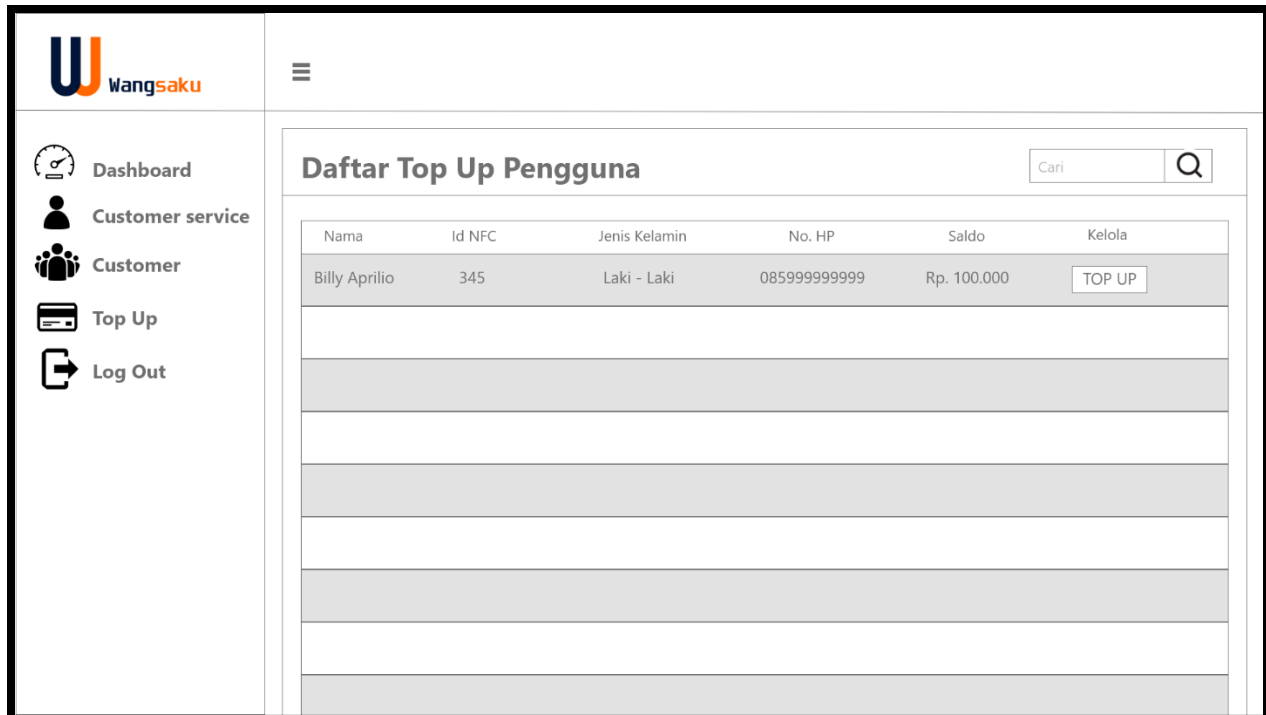 Wangsaku
Dashboard
Customer service
Customer
Top Up
Log Out
Daftar Top Up Pengguna
Cari
Nama Id NFC Jenis Kelamin No. HP Saldo Kelola
Billy Aprilio 345 Laki - Laki 085999999999 Rp. 100.000 TOP UP